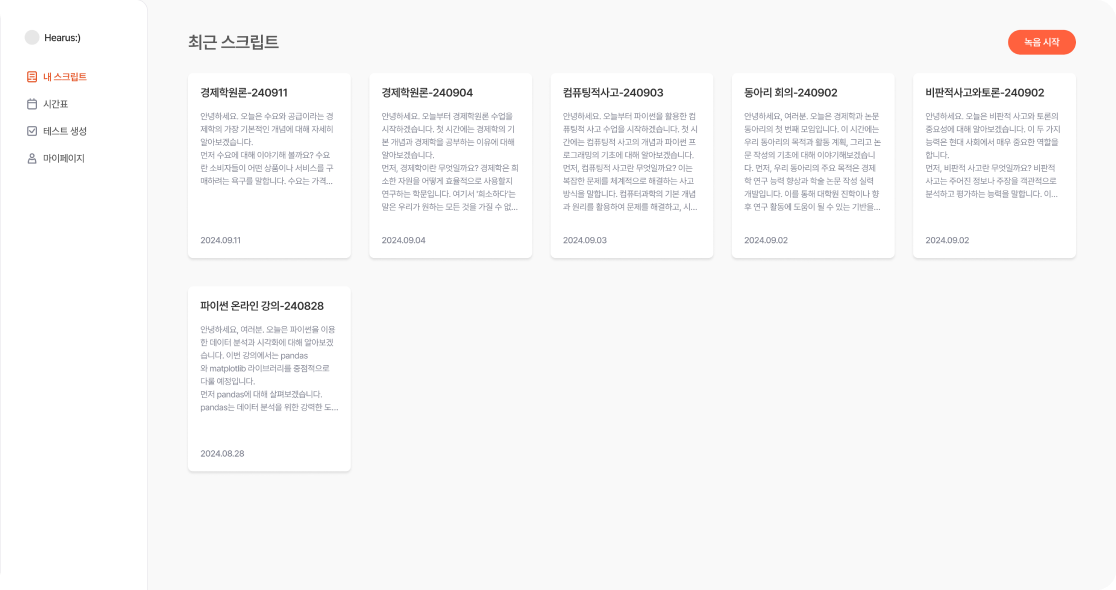 Hearus:)
내 스크립트
시간표
테스트 생성
마이페이지
최근 스크립트
녹음 시작
경제학원론-240911
안녕하세요. 오늘은 수요와 공급이라는 경
제학의 가장 기본적인 개념에 대해 자세히
알아보겠습니다.
먼저 수요에 대해 이야기해 볼까요? 수요
란 소비자들이 어떤 상품이나 서비스를 구
매하려는 욕구를 말합니다. 수요는 가격...
2024.09.11
경제학원론-240904
안녕하세요. 오늘부터 경제학원론 수업을
시작하겠습니다. 첫 시간에는 경제학의 기
본 개념과 경제학을 공부하는 이유에 대해
알아보겠습니다.
먼저, 경제학이란 무엇일까요? 경제학은 희
소한 자원을 어떻게 효율적으로 사용할지
연구하는 학문입니다. 여기서 '희소하다'는
말은 우리가 원하는 모든 것을 가질 수 없...
2024.09.04
컴퓨팅적사고-240903
안녕하세요. 오늘부터 파이썬을 활용한 컴
퓨팅적 사고 수업을 시작하겠습니다. 첫 시
간에는 컴퓨팅적 사고의 개념과 파이썬 프
로그래밍의 기초에 대해 알아보겠습니다.
먼저, 컴퓨팅적 사고란 무엇일까요? 이는
복잡한 문제를 체계적으로 해결하는 사고
방식을 말합니다. 컴퓨터과학의 기본 개념
과 원리를 활용하여 문제를 해결하고, 시...
2024.09.03
동아리 회의-240902
안녕하세요, 여러분. 오늘은 경제학과 논문
동아리의 첫 번째 모임입니다. 이 시간에는
우리 동아리의 목적과 활동 계획, 그리고 논
문 작성의 기초에 대해 이야기해보겠습니
다. 먼저, 우리 동아리의 주요 목적은 경제
학 연구 능력 향상과 학술 논문 작성 실력
개발입니다. 이를 통해 대학원 진학이나 향
후 연구 활동에 도움이 될 수 있는 기반을...
2024.09.02
비판적사고와토론-240902
안녕하세요. 오늘은 비판적 사고와 토론의
중요성에 대해 알아보겠습니다. 이 두 가지
능력은 현대 사회에서 매우 중요한 역할을
합니다.
먼저, 비판적 사고란 무엇일까요? 비판적
사고는 주어진 정보나 주장을 객관적으로
분석하고 평가하는 능력을 말합니다. 이...
2024.09.02
파이썬 온라인 강의-240828
안녕하세요, 여러분. 오늘은 파이썬을 이용
한 데이터 분석과 시각화에 대해 알아보겠
습니다. 이번 강의에서는 pandas
와 matplotlib 라이브러리를 중점적으로
다룰 예정입니다.
먼저 pandas에 대해 살펴보겠습니다.
pandas는 데이터 분석을 위한 강력한 도...
2024.08.28